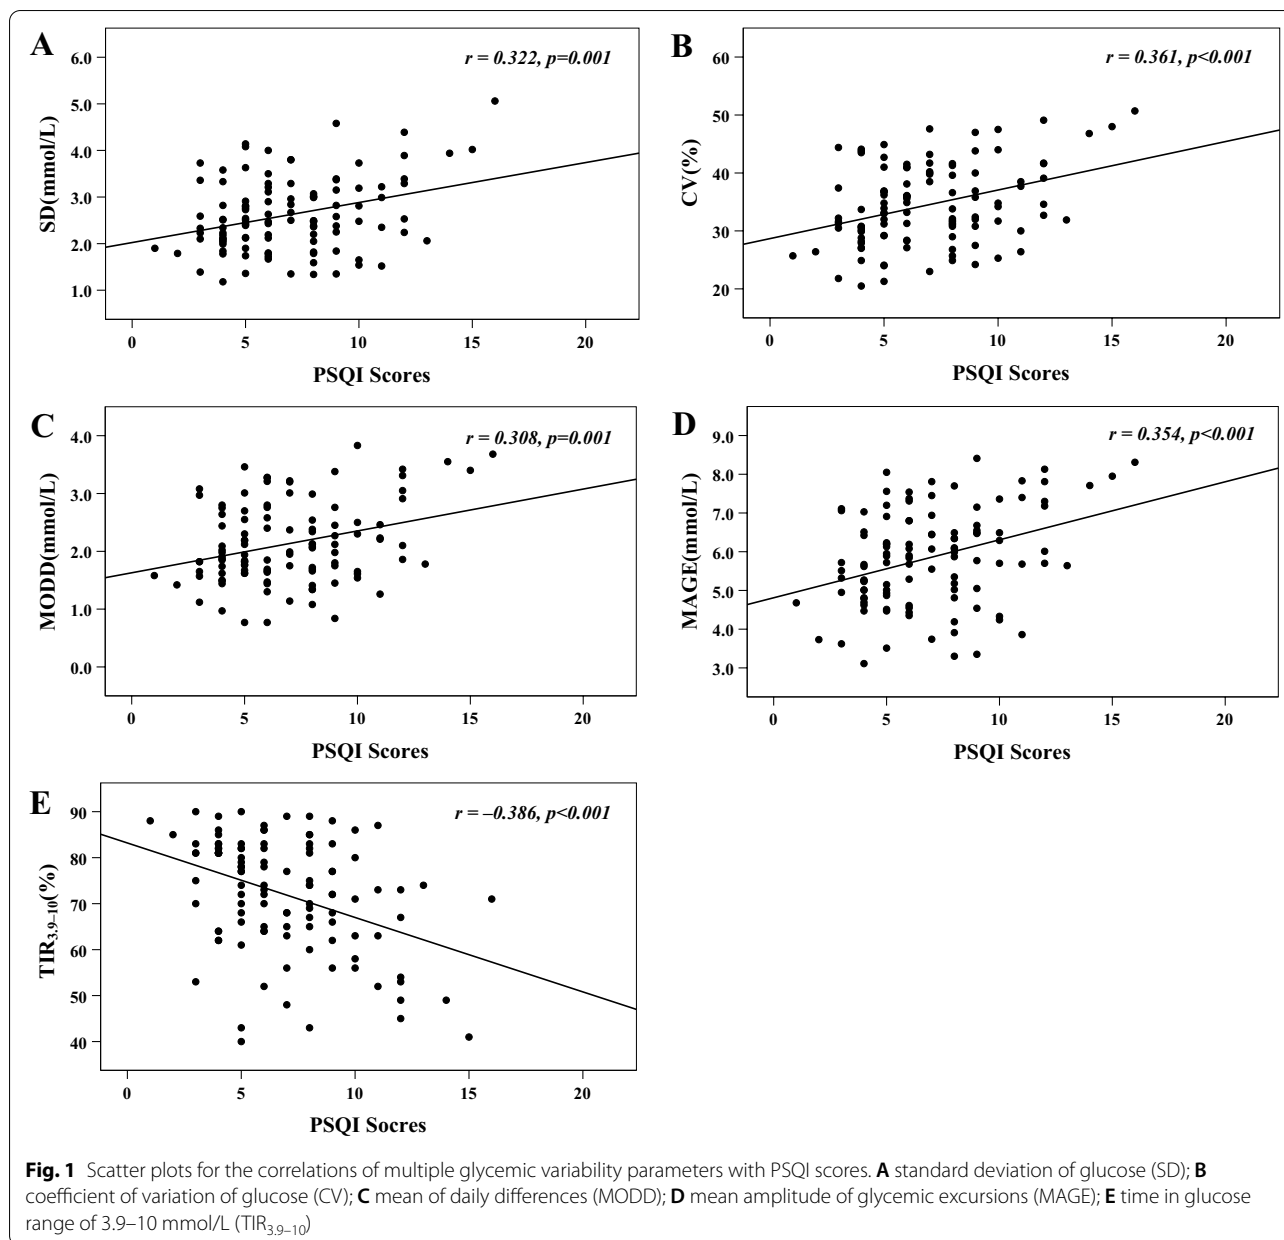 A
r = 0.322, p=0.001
6.0
5.0
4.0
3.0
2.0
1.0
SD(mmol/L)
0 5 10 15 20
PSQI Scores
B
r = 0.361, p<0.001
60
50
40
30
20
CV(%)
0 5 10 15 20
PSQI Scores
C
r = 0.308, p=0.001
4.0
3.0
2.0
1.0
0.0
MODD(mmol/L)
0 5 10 15 20
PSQI Scores
D
r = 0.354, p<0.001
9.0
8.0
7.0
6.0
5.0
4.0
3.0
MAGE(mmol/L)
0 5 10 15 20
PSQI Scores
E
r = –0.386, p<0.001
90
80
70
60
50
40
TIR3.9–10(%)
0 5 10 15 20
PSQI Socres
Fig. 1 Scatter plots for the correlations of multiple glycemic variability parameters with PSQI scores. A standard deviation of glucose (SD); B
coefficient of variation of glucose (CV); C mean of daily differences (MODD); D mean amplitude of glycemic excursions (MAGE); E time in glucose
range of 3.9–10 mmol/L (TIR3.9–10)